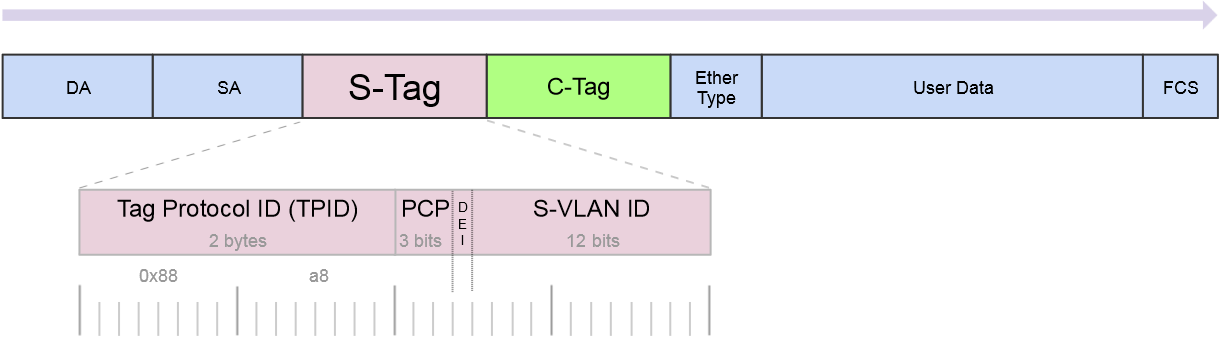 DA
SA
S-Tag
C-Tag
Ether
Type
User Data
FCS
Tag Protocol ID (TPID)
2 bytes
PCP
3 bits
D
E
I
S-VLAN ID
12 bits
0x88
a8